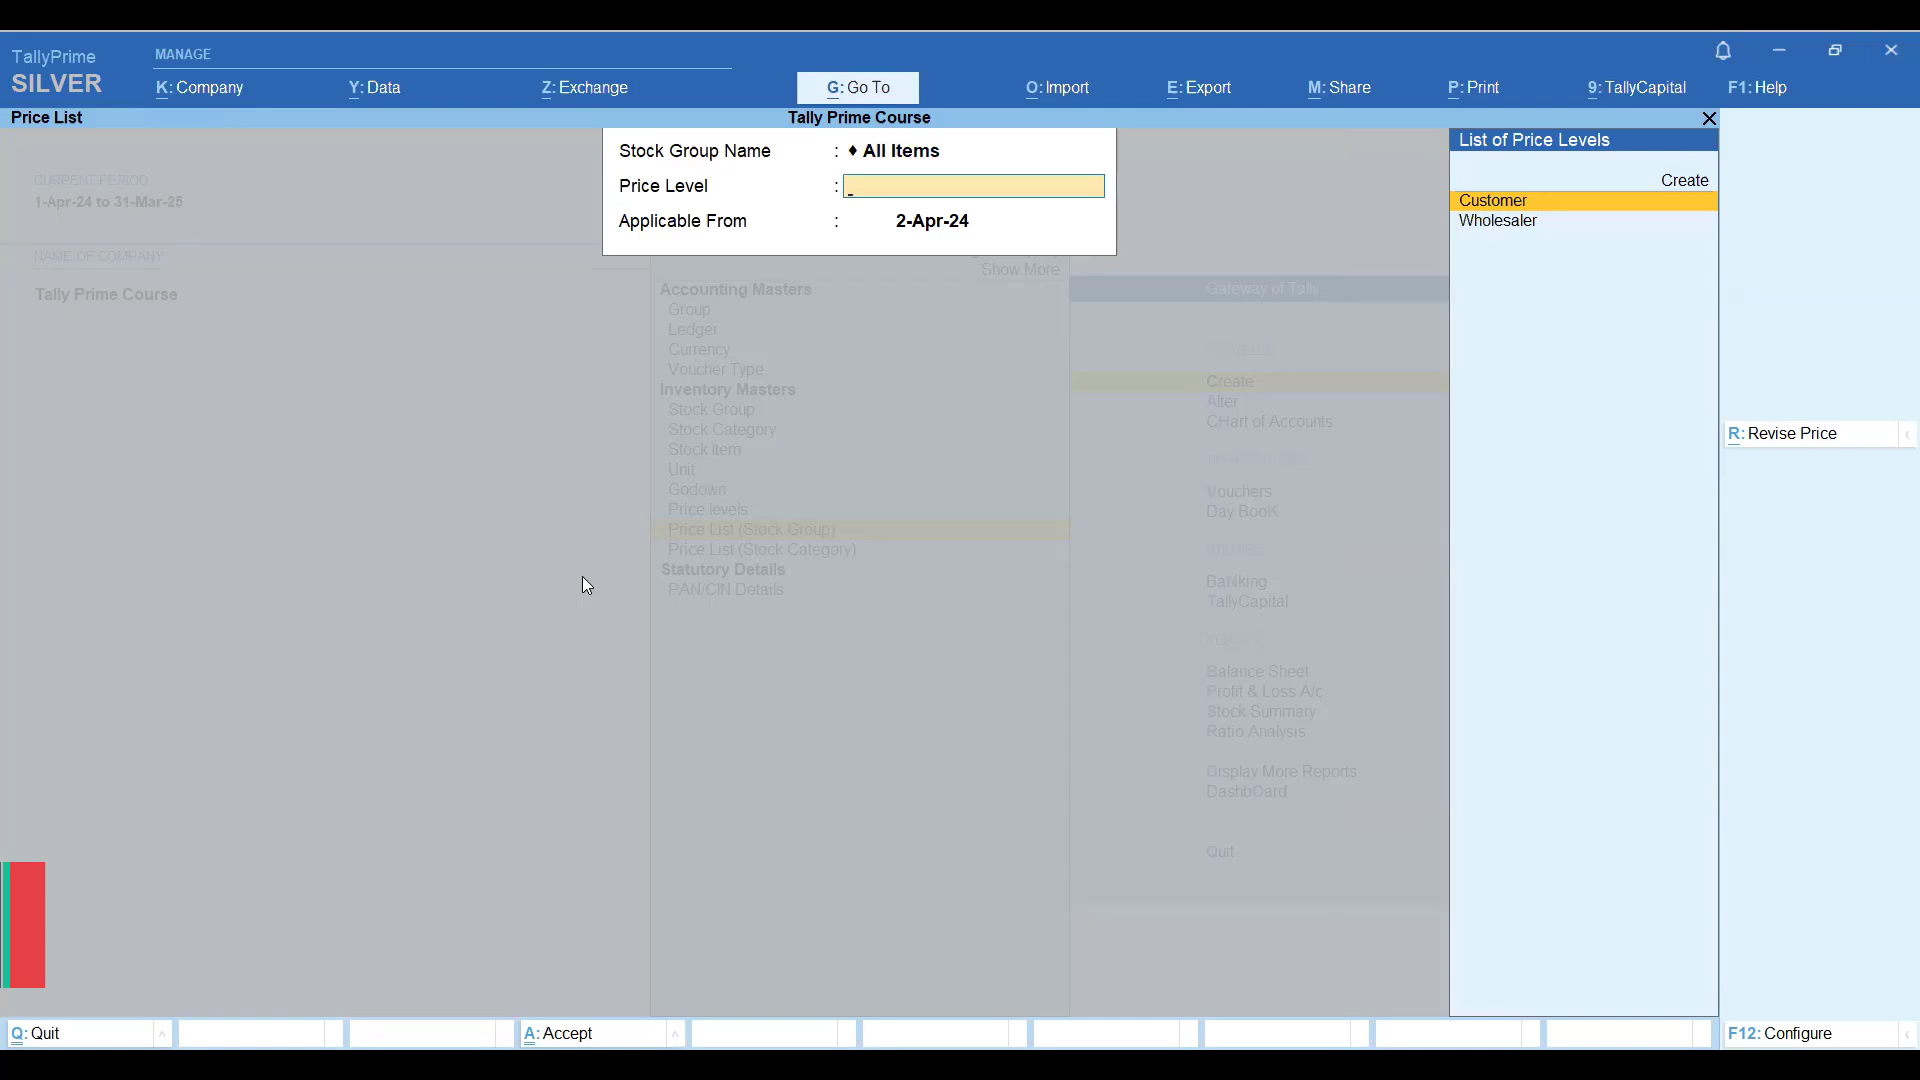 TallyPrime
SILVER
MANAGE
K: Company
Y: Data
Z: Exchange
G: Go To
O: Import
E: Export
M: Share
P: Print
9: TallyCapital
F1: Help
Price List
Tally Prime Course
Stock Group Name : ♦ All Items
Price Level :
Applicable From : 2-Apr-24
List of Price Levels
Create
Customer
Wholesaler
CURRENT PERIOD
1-Apr-24 to 31-Mar-25
NAME OF COMPANY
Tally Prime Course
Show More
Accounting Masters
Group
Ledger
Currency
Voucher Type
Inventory Masters
Stock Group
Stock Category
Stock Item
Unit
Godown
Price levels
Price List (Stock Group)
Price List (Stock Category)
Statutory Details
PAN/CIN Details
Gateway of Tally
Create
Alter
CHart of Accounts
Vouchers
Day BooK
BaNking
TallyCapital
Balance Sheet
Profit & Loss A/c
Stock Summary
Ratio Analysis
Display More Reports
DashbOard
Quit
R: Revise Price
Q: Quit
A: Accept
F12: Configure